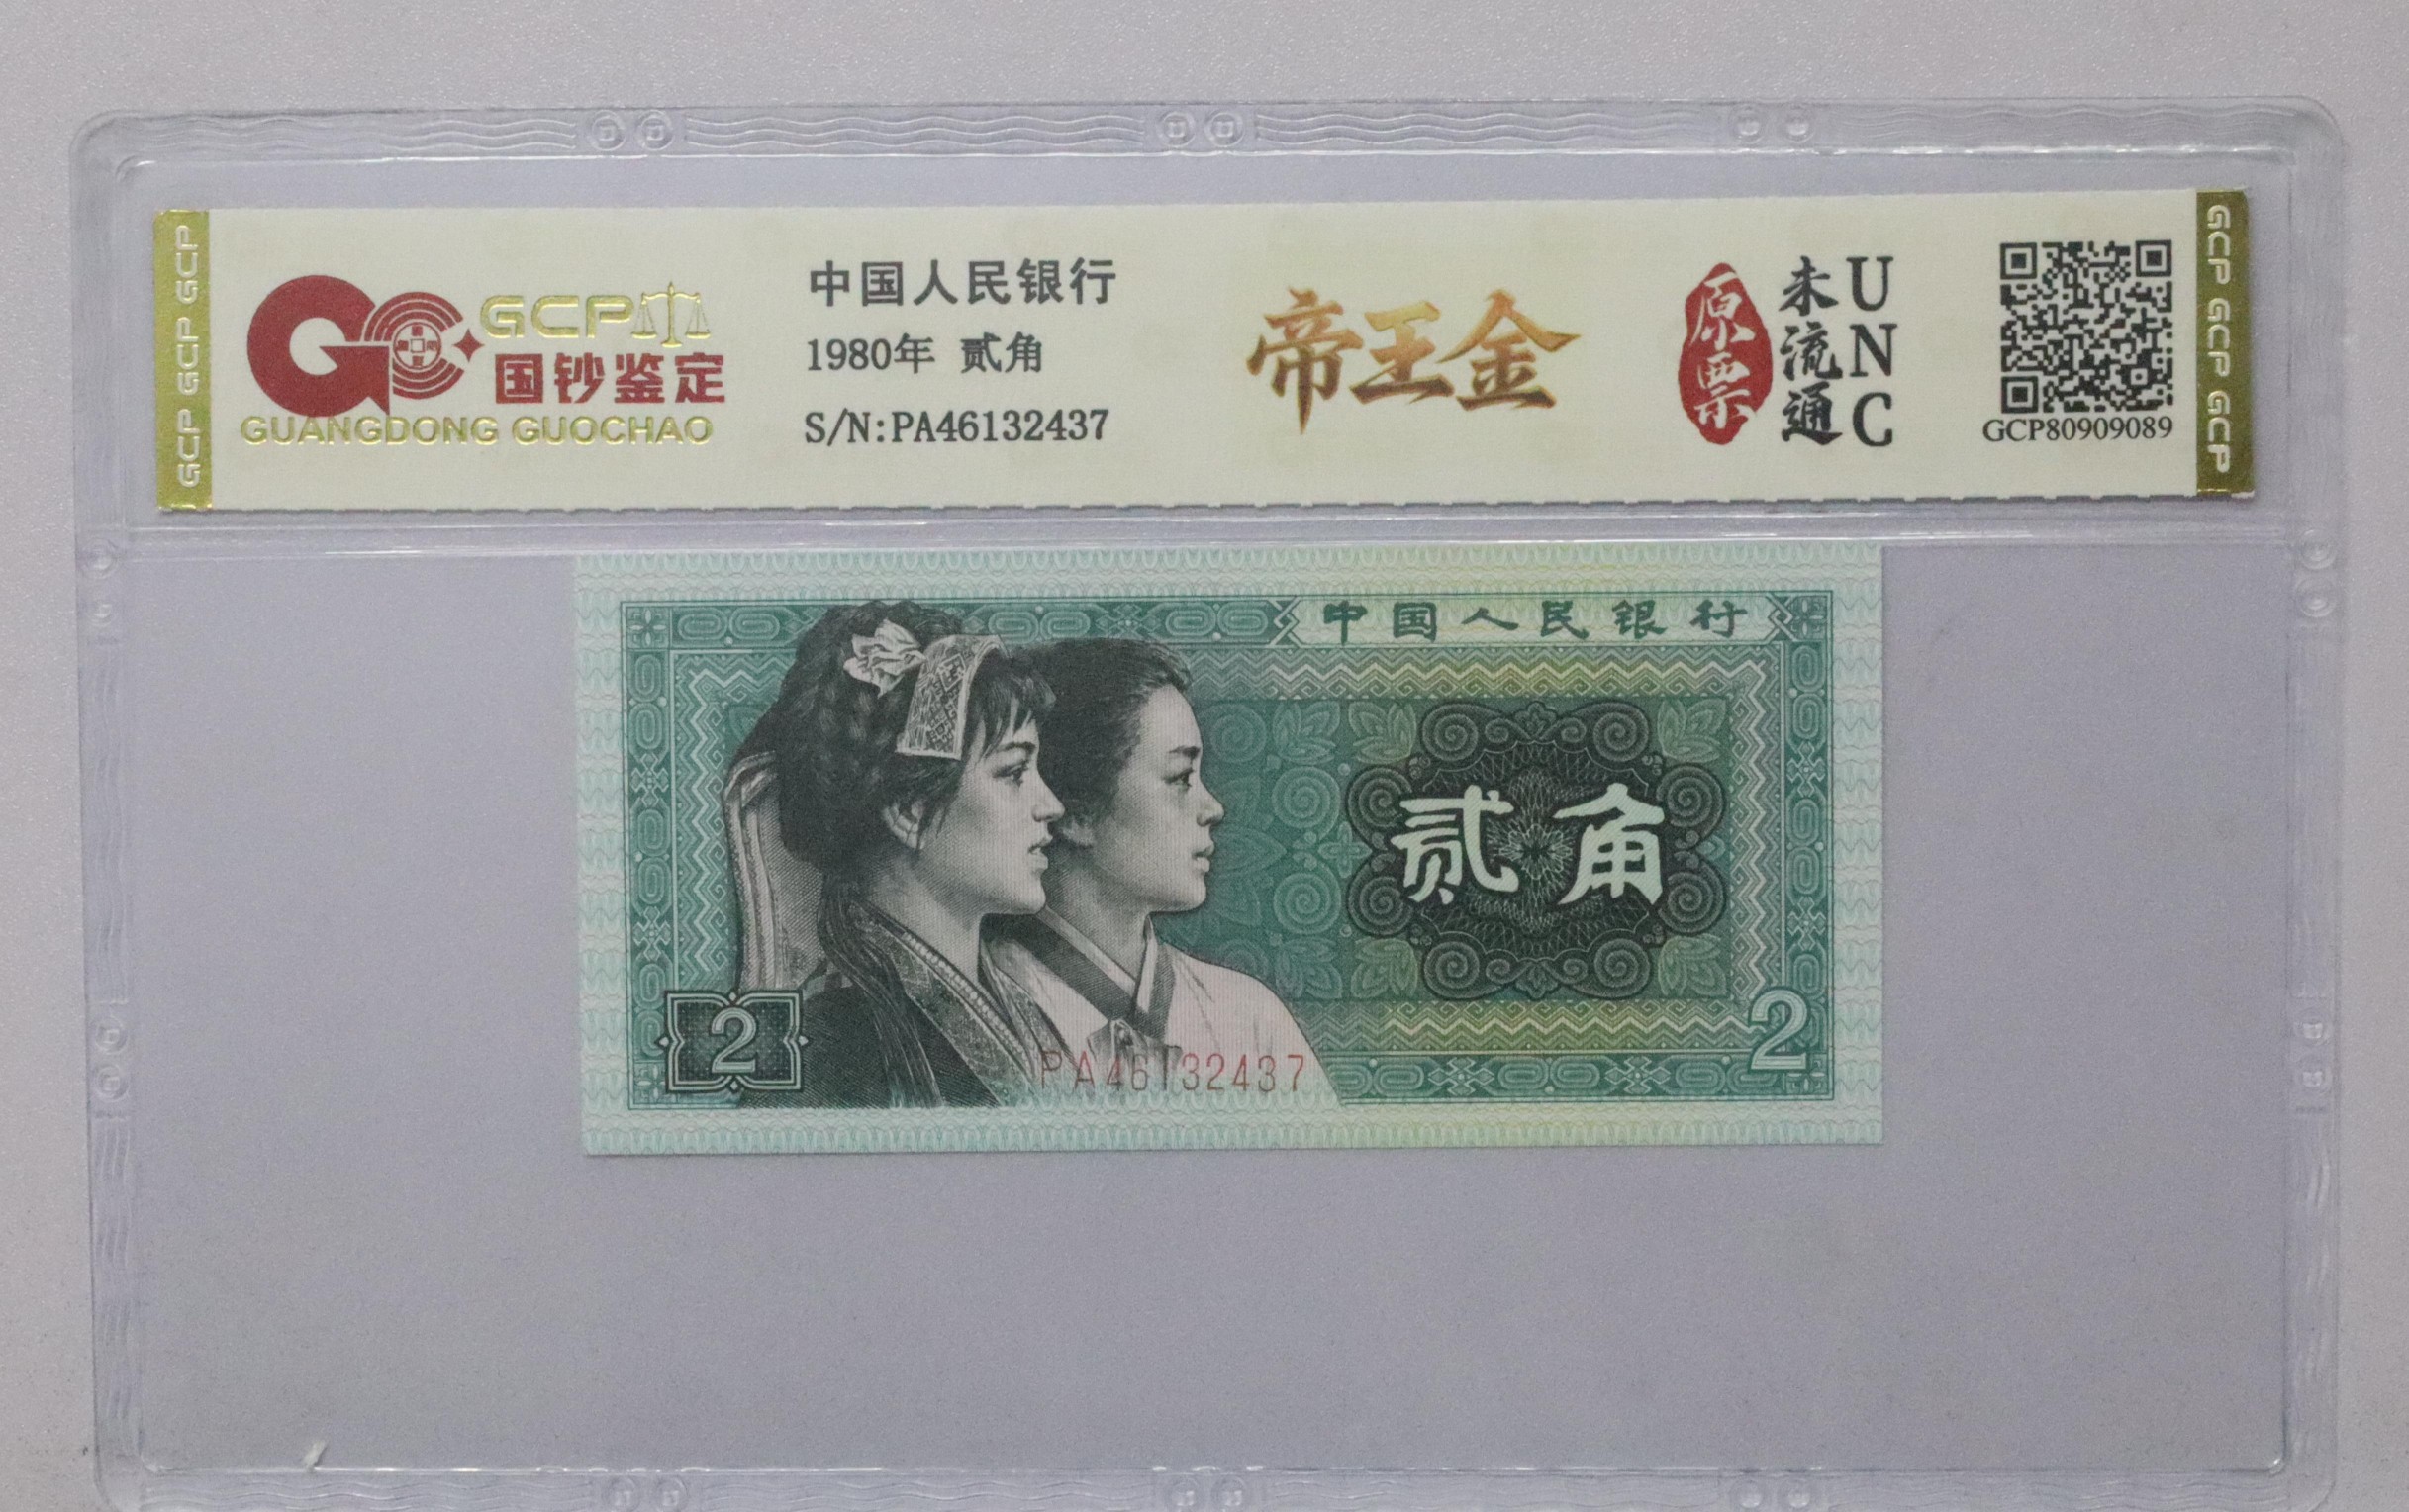 GCP GCP GCP
GCP
国钞鉴定
GUANGDONG GUOCHAO
中国人民银行
1980年 贰角
S/N:PA46132437
帝王金
原票
未流通
UNC
GCP80909089
GCP GCP GCP
中国人民银行
贰角
2
PA46132437
2